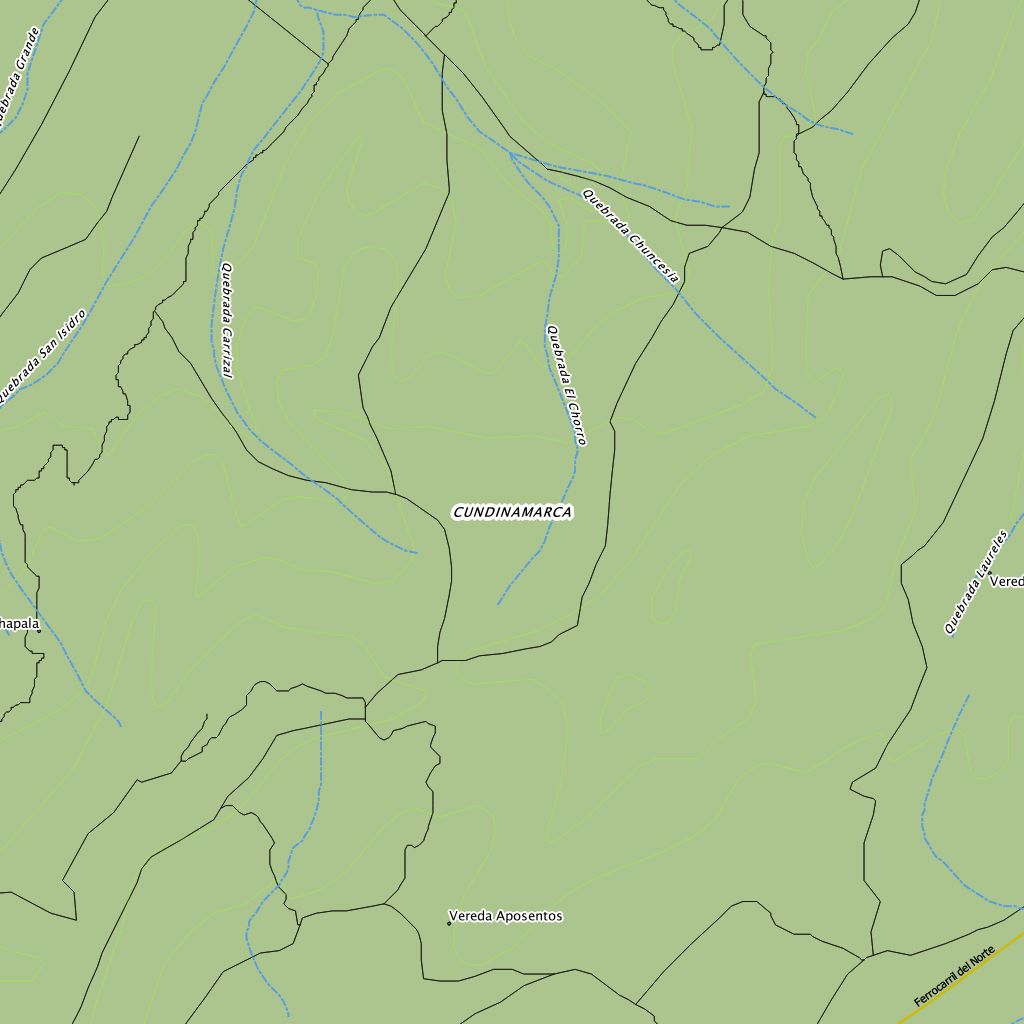 Quebrada Grande
Quebrada San Isidro
Quebrada Carrizal
Quebrada Chuncesía
Quebrada El Chorro
CUNDINAMARCA
Quebrada Laureles
Vered
hapala
Vereda Aposentos
Ferrocarril del Norte